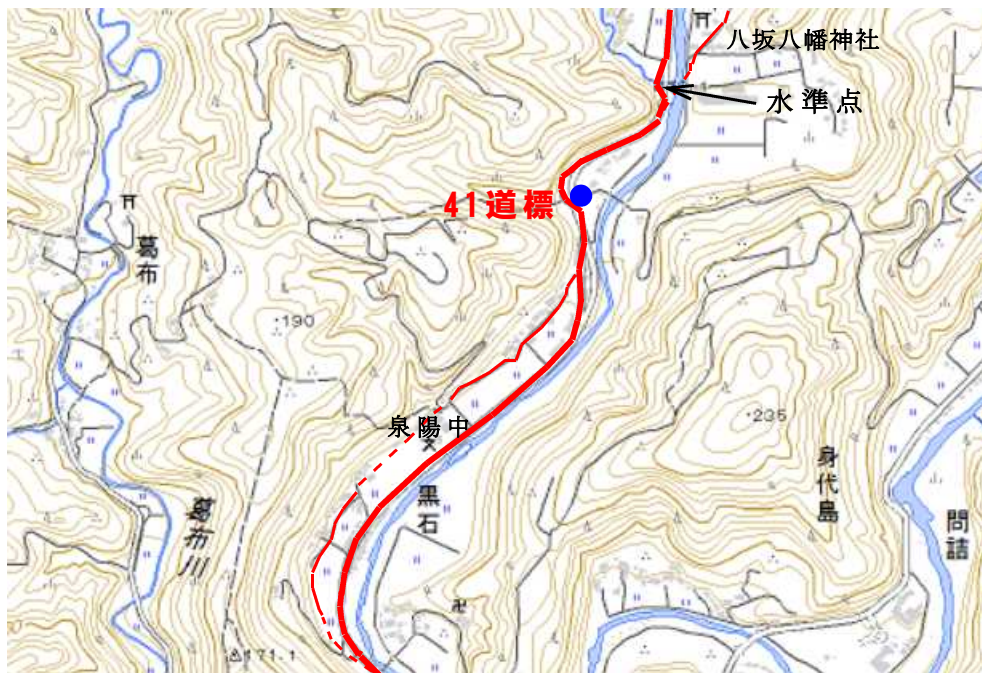 八坂八幡神社
水準点
41道標
葛布
・190
・235
泉陽中
身代島
黒石
葛布川
問詰
171.1